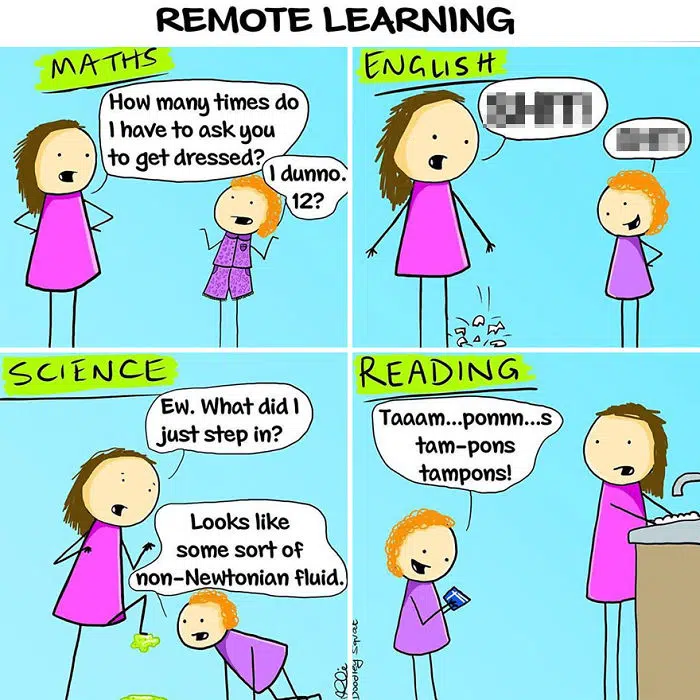 REMOTE LEARNING
MATHS
How many times do
I have to ask you
to get dressed?
I dunno.
12?
ENGLISH
SCIENCE
Ew. What did I
just step in?
Looks like
some sort of
non-Newtonian fluid.
READING
Taaam...ponnn...s
tam-pons
tampons!